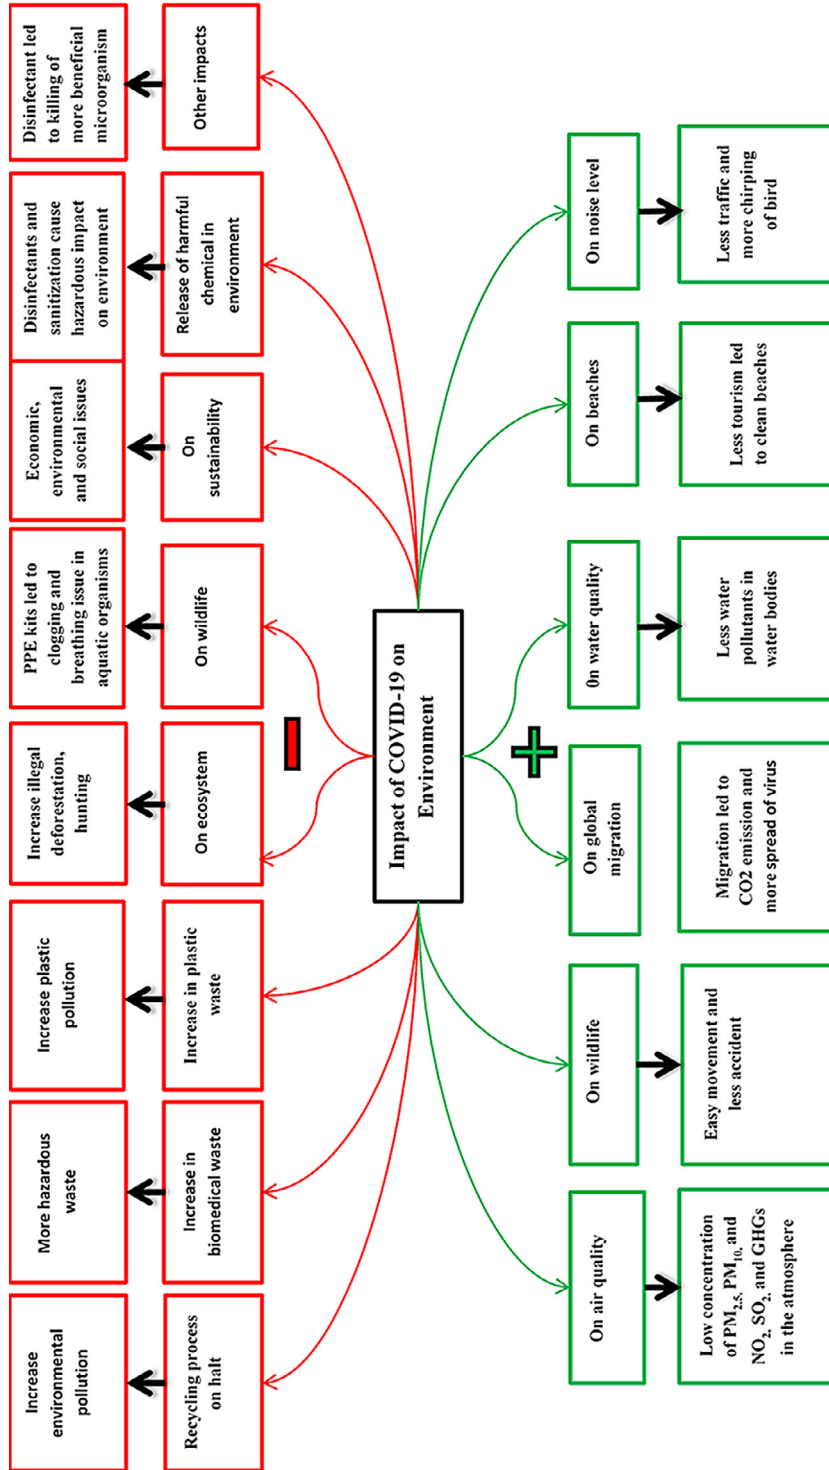 Increase
environmental
pollution
More hazardous
waste
Increase plastic
pollution
Increase illegal
deforestation,
hunting
PPE kits led to
clogging and
breathing issue in
aquatic organisms
Economic,
environmental
and social issues
Disinfectants and
sanitization cause
hazardous impact
on environment
Disinfectant led
to killing of
more beneficial
microorganism
Recycling process
on halt
Increase in
biomedical waste
Increase in plastic
waste
On ecosystem
On wildlife
On
sustainability
Release of harmful
chemical in
environment
Other impacts
Impact of COVID-19 on
Environment
On air quality
On wildlife
On global
migration
0n water quality
On beaches
On noise level
Low concentration
of PM2.5, PM10, and
NO2, SO2, and GHGs
in the atmosphere
Easy movement and
less accident
Migration led to
CO2 emission and
more spread of virus
Less water
pollutants in
water bodies
Less tourism led
to clean beaches
Less traffic and
more chirping
of bird